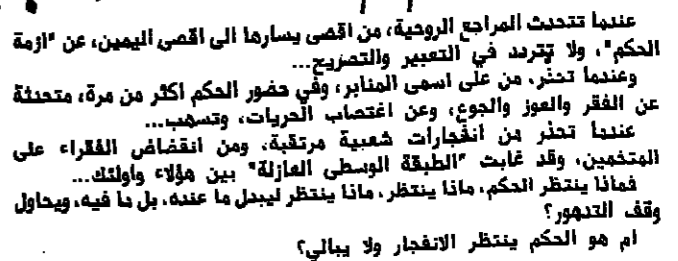 عندما تتحدث المراجع الروحية، من اقصى يسارها الى اقصى اليمين، عن "ازمة
الحكم"، ولا تتردد في التعبير والتصريح...
وعندما تحذر، من على اسمى المنابر، وفي حضور الحكم اكثر من مرة، متحدثة
عن الفقر والعوز والجوع، وعن اغتصاب الحريات، وتسهب...
عندما تحذر من انفجارات شعبية مرتقبة، ومن انقضاض الفقراء على
المتخمين، وقد غابت "الطبقة الوسطى العازلة" بين هؤلاء واولئك...
فماذا ينتظر الحكم، ماذا ينتظر، ماذا ينتظر ليبدل ما عنده، بل ما فيه، ويحاول
وقف التدهور؟
ام هو الحكم ينتظر الانفجار ولا يبالي؟